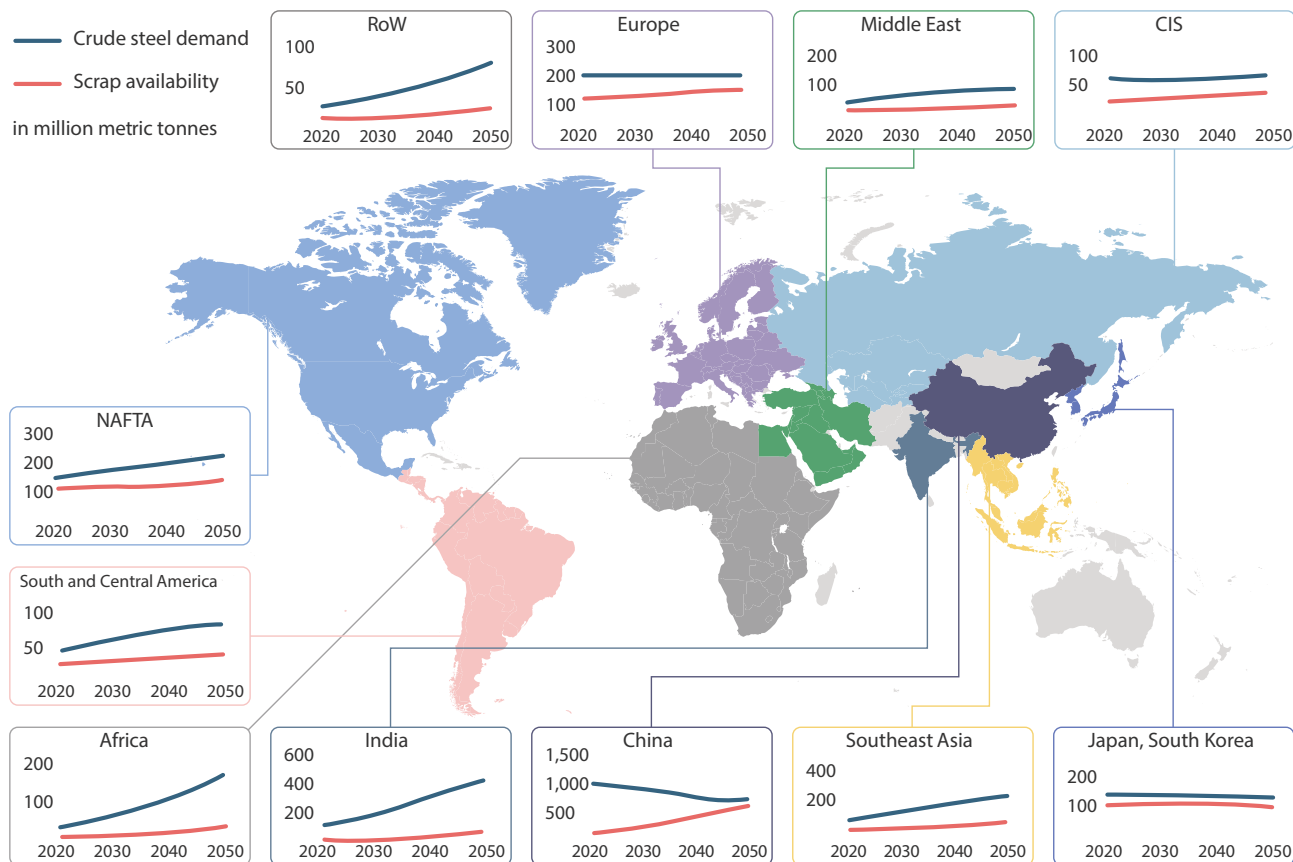 Crude steel demand
Scrap availability
in million metric tonnes
RoW
100
50
2020 2030 2040 2050
Europe
300
200
100
2020 2030 2040 2050
Middle East
200
100
2020 2030 2040 2050
CIS
100
50
2020 2030 2040 2050
NAFTA
300
200
100
2020 2030 2040 2050
South and Central America
100
50
2020 2030 2040 2050
Africa
200
100
2020 2030 2040 2050
India
600
400
200
2020 2030 2040 2050
China
1,500
1,000
500
2020 2030 2040 2050
Southeast Asia
400
200
2020 2030 2040 2050
Japan, South Korea
200
100
2020 2030 2040 2050